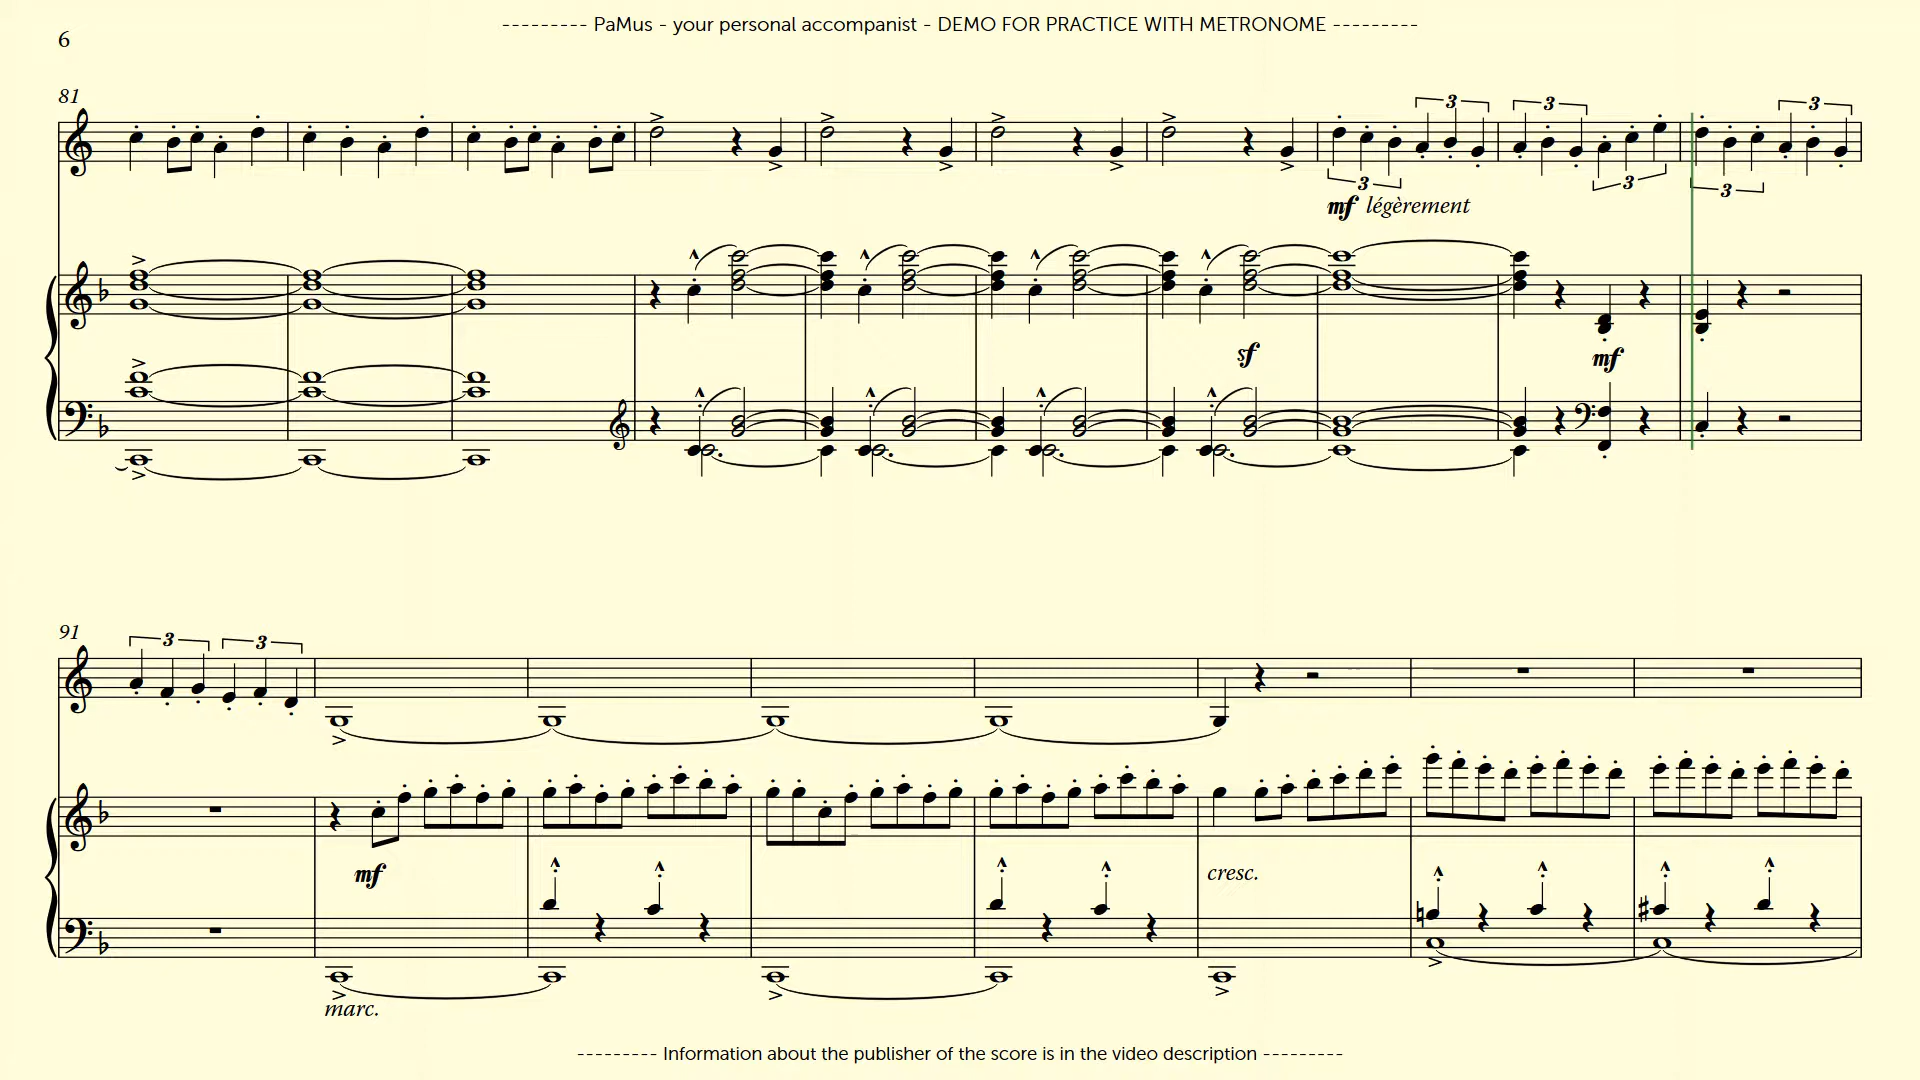 --------- PaMus - your personal accompanist - DEMO FOR PRACTICE WITH METRONOME ---------
6
81
3 3 3 3
3 3 3
mf légèrement
sf
mf
91
3 3
mf
cresc.
marc.
--------- Information about the publisher of the score is in the video description ---------